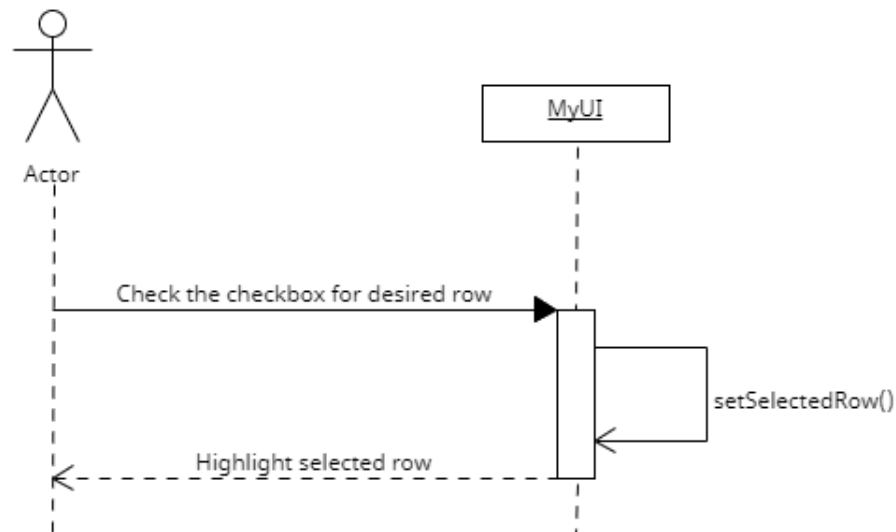 MyUI
Actor
Check the checkbox for desired row
setSelectedRow()
Highlight selected row